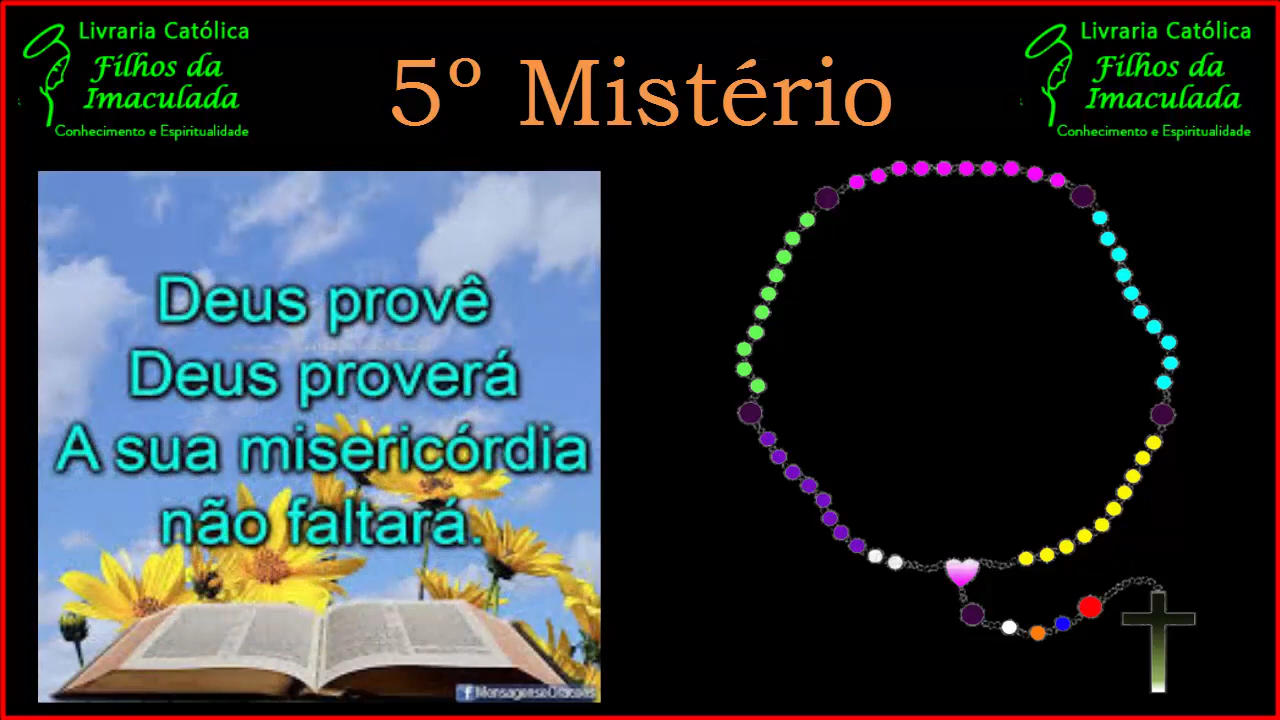 Livraria Católica
Filhos da
Imaculada
Conhecimento e Espiritualidade
5º Mistério
Livraria Católica
Filhos da
Imaculada
Conhecimento e Espiritualidade
Deus provê
Deus proverá
A sua misericórdia
não faltará.
MensagenseOracoes